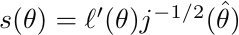 s(θ) = ℓ′(θ)j^{-1/2}(θ̂)